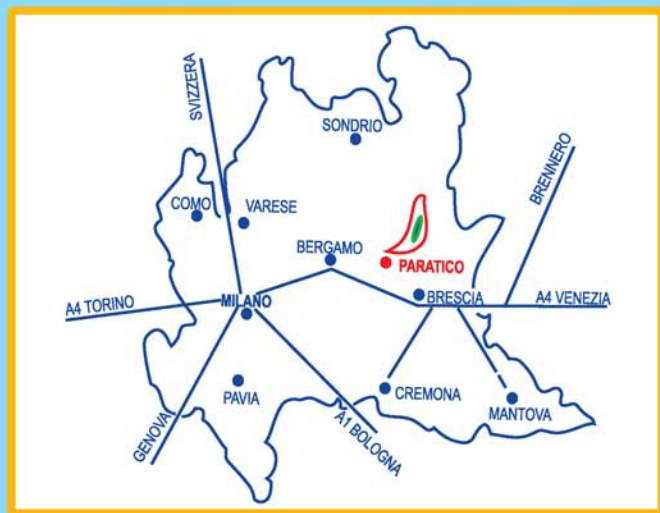 SVIZZERA
SONDRIO
BRENNERO
COMO
VARESE
BERGAMO
PARATICO
A4 TORINO
MILANO
BRESCIA
A4 VENEZIA
PAVIA
CREMONA
MANTOVA
GENOVA
A1 BOLOGNA